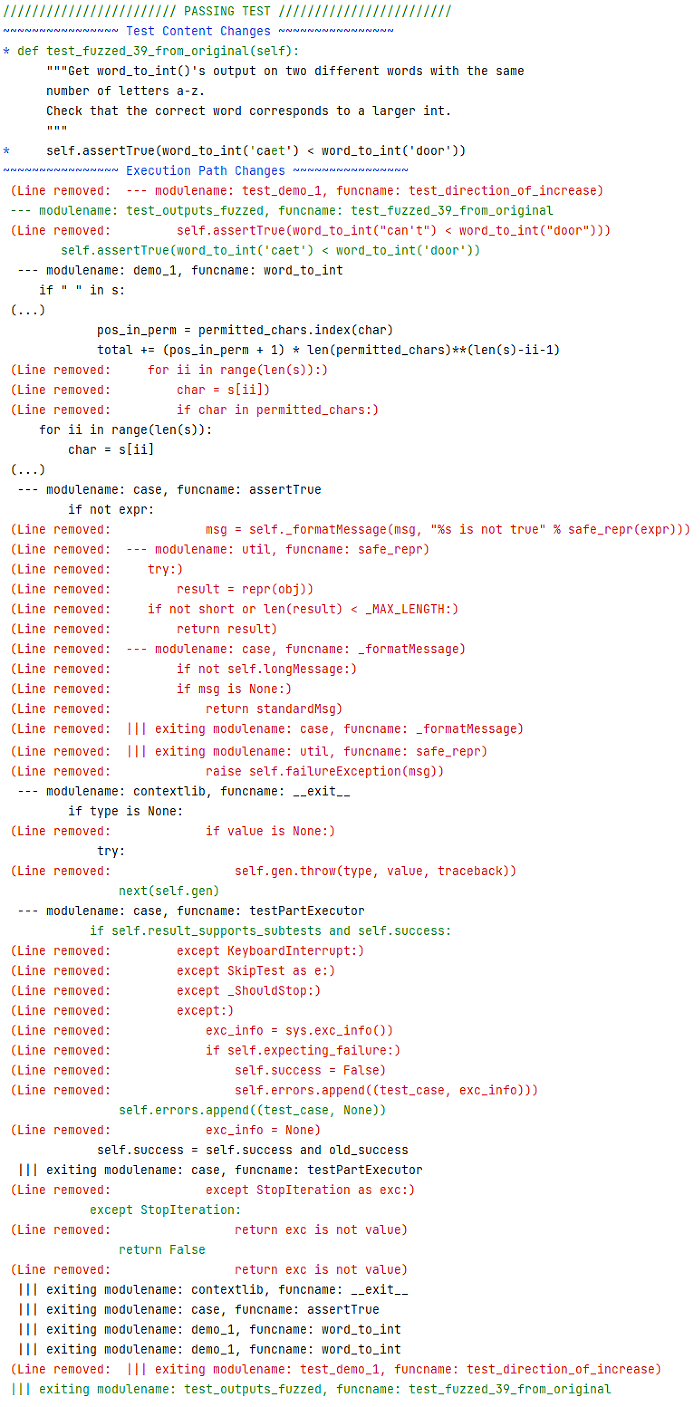 //////////////////////// PASSING TEST ////////////////////////
~~~~~~~~~~~~~~~~ Test Content Changes ~~~~~~~~~~~~~~~~
* def test_fuzzed_39_from_original(self):
      """Get word_to_int()'s output on two different words with the same
      number of letters a-z.
      Check that the correct word corresponds to a larger int.
      """
*     self.assertTrue(word_to_int('caet') < word_to_int('door'))
~~~~~~~~~~~~~~~~ Execution Path Changes ~~~~~~~~~~~~~~~~
 (Line removed:  --- modulename: test_demo_1, funcname: test_direction_of_increase)
 --- modulename: test_outputs_fuzzed, funcname: test_fuzzed_39_from_original
 (Line removed:         self.assertTrue(word_to_int("can't") < word_to_int("door")))
        self.assertTrue(word_to_int('caet') < word_to_int('door'))
  --- modulename: demo_1, funcname: word_to_int
     if " " in s:
 (...)
             pos_in_perm = permitted_chars.index(char)
             total += (pos_in_perm + 1) * len(permitted_chars)**(len(s)-ii-1)
 (Line removed:     for ii in range(len(s)):)
 (Line removed:         char = s[ii])
 (Line removed:         if char in permitted_chars:)
     for ii in range(len(s)):
         char = s[ii]
 (...)
  --- modulename: case, funcname: assertTrue
         if not expr:
 (Line removed:             msg = self._formatMessage(msg, "%s is not true" % safe_repr(expr)))
 (Line removed:  --- modulename: util, funcname: safe_repr)
 (Line removed:     try:)
 (Line removed:         result = repr(obj))
 (Line removed:     if not short or len(result) < _MAX_LENGTH:)
 (Line removed:         return result)
 (Line removed:  --- modulename: case, funcname: _formatMessage)
 (Line removed:         if not self.longMessage:)
 (Line removed:         if msg is None:)
 (Line removed:             return standardMsg)
 (Line removed:  ||| exiting modulename: case, funcname: _formatMessage)
 (Line removed:  ||| exiting modulename: util, funcname: safe_repr)
 (Line removed:             raise self.failureException(msg))
  --- modulename: contextlib, funcname: __exit__
         if type is None:
 (Line removed:             if value is None:)
             try:
 (Line removed:                 self.gen.throw(type, value, traceback))
                next(self.gen)
  --- modulename: case, funcname: testPartExecutor
            if self.result_supports_subtests and self.success:
 (Line removed:         except KeyboardInterrupt:)
 (Line removed:         except SkipTest as e:)
 (Line removed:         except _ShouldStop:)
 (Line removed:         except:)
 (Line removed:             exc_info = sys.exc_info())
 (Line removed:             if self.expecting_failure:)
 (Line removed:                 self.success = False)
 (Line removed:                 self.errors.append((test_case, exc_info)))
                self.errors.append((test_case, None))
 (Line removed:             exc_info = None)
             self.success = self.success and old_success
  ||| exiting modulename: case, funcname: testPartExecutor
 (Line removed:             except StopIteration as exc:)
            except StopIteration:
 (Line removed:                 return exc is not value)
                return False
 (Line removed:                 return exc is not value)
  ||| exiting modulename: contextlib, funcname: __exit__
  ||| exiting modulename: case, funcname: assertTrue
  ||| exiting modulename: demo_1, funcname: word_to_int
  ||| exiting modulename: demo_1, funcname: word_to_int
 (Line removed:  ||| exiting modulename: test_demo_1, funcname: test_direction_of_increase)
 ||| exiting modulename: test_outputs_fuzzed, funcname: test_fuzzed_39_from_original